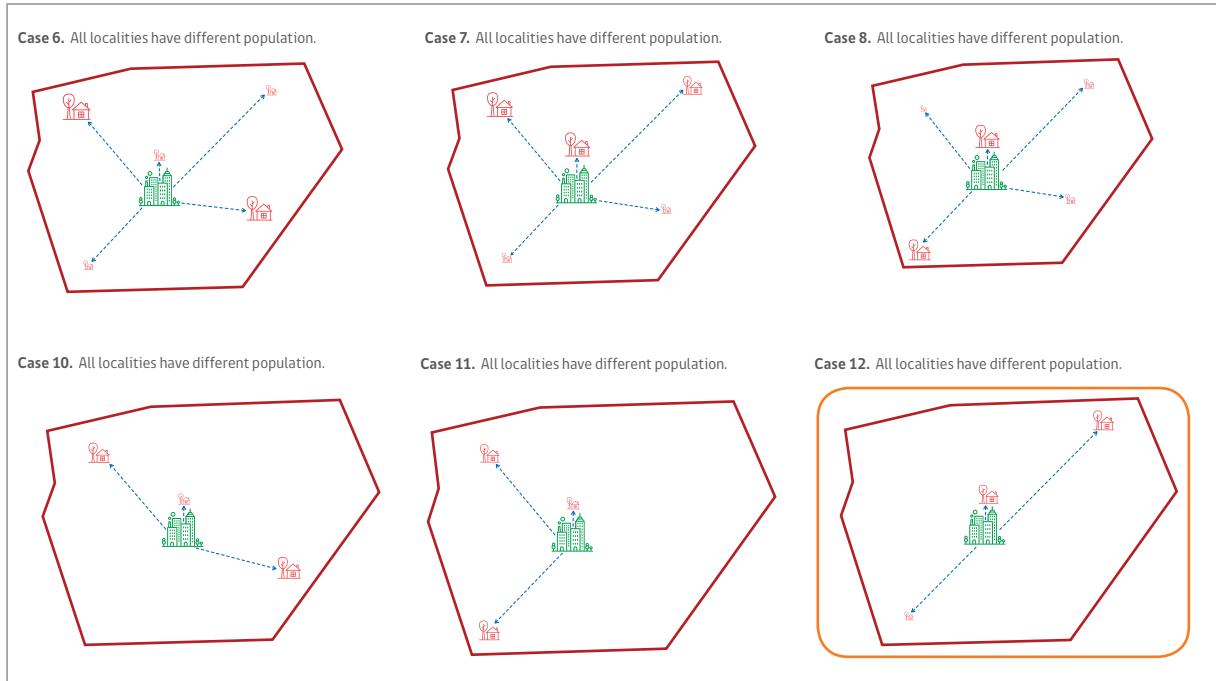 Case 6. All localities have different population.
Case 7. All localities have different population.
Case 8. All localities have different population.
Case 10. All localities have different population.
Case 11. All localities have different population.
Case 12. All localities have different population.